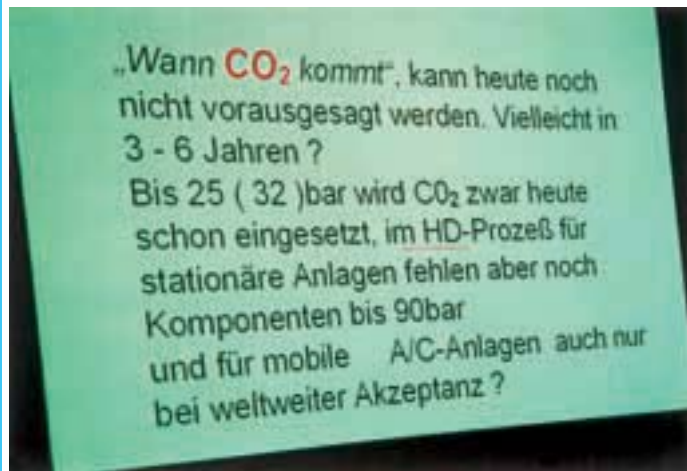 „Wann CO₂ kommt“, kann heute noch
nicht vorausgesagt werden. Vielleicht in
3 - 6 Jahren ?
Bis 25 ( 32 )bar wird CO₂ zwar heute
schon eingesetzt, im HD-Prozeß für
stationäre Anlagen fehlen aber noch
Komponenten bis 90bar
und für mobile A/C-Anlagen auch nur
bei weltweiter Akzeptanz ?